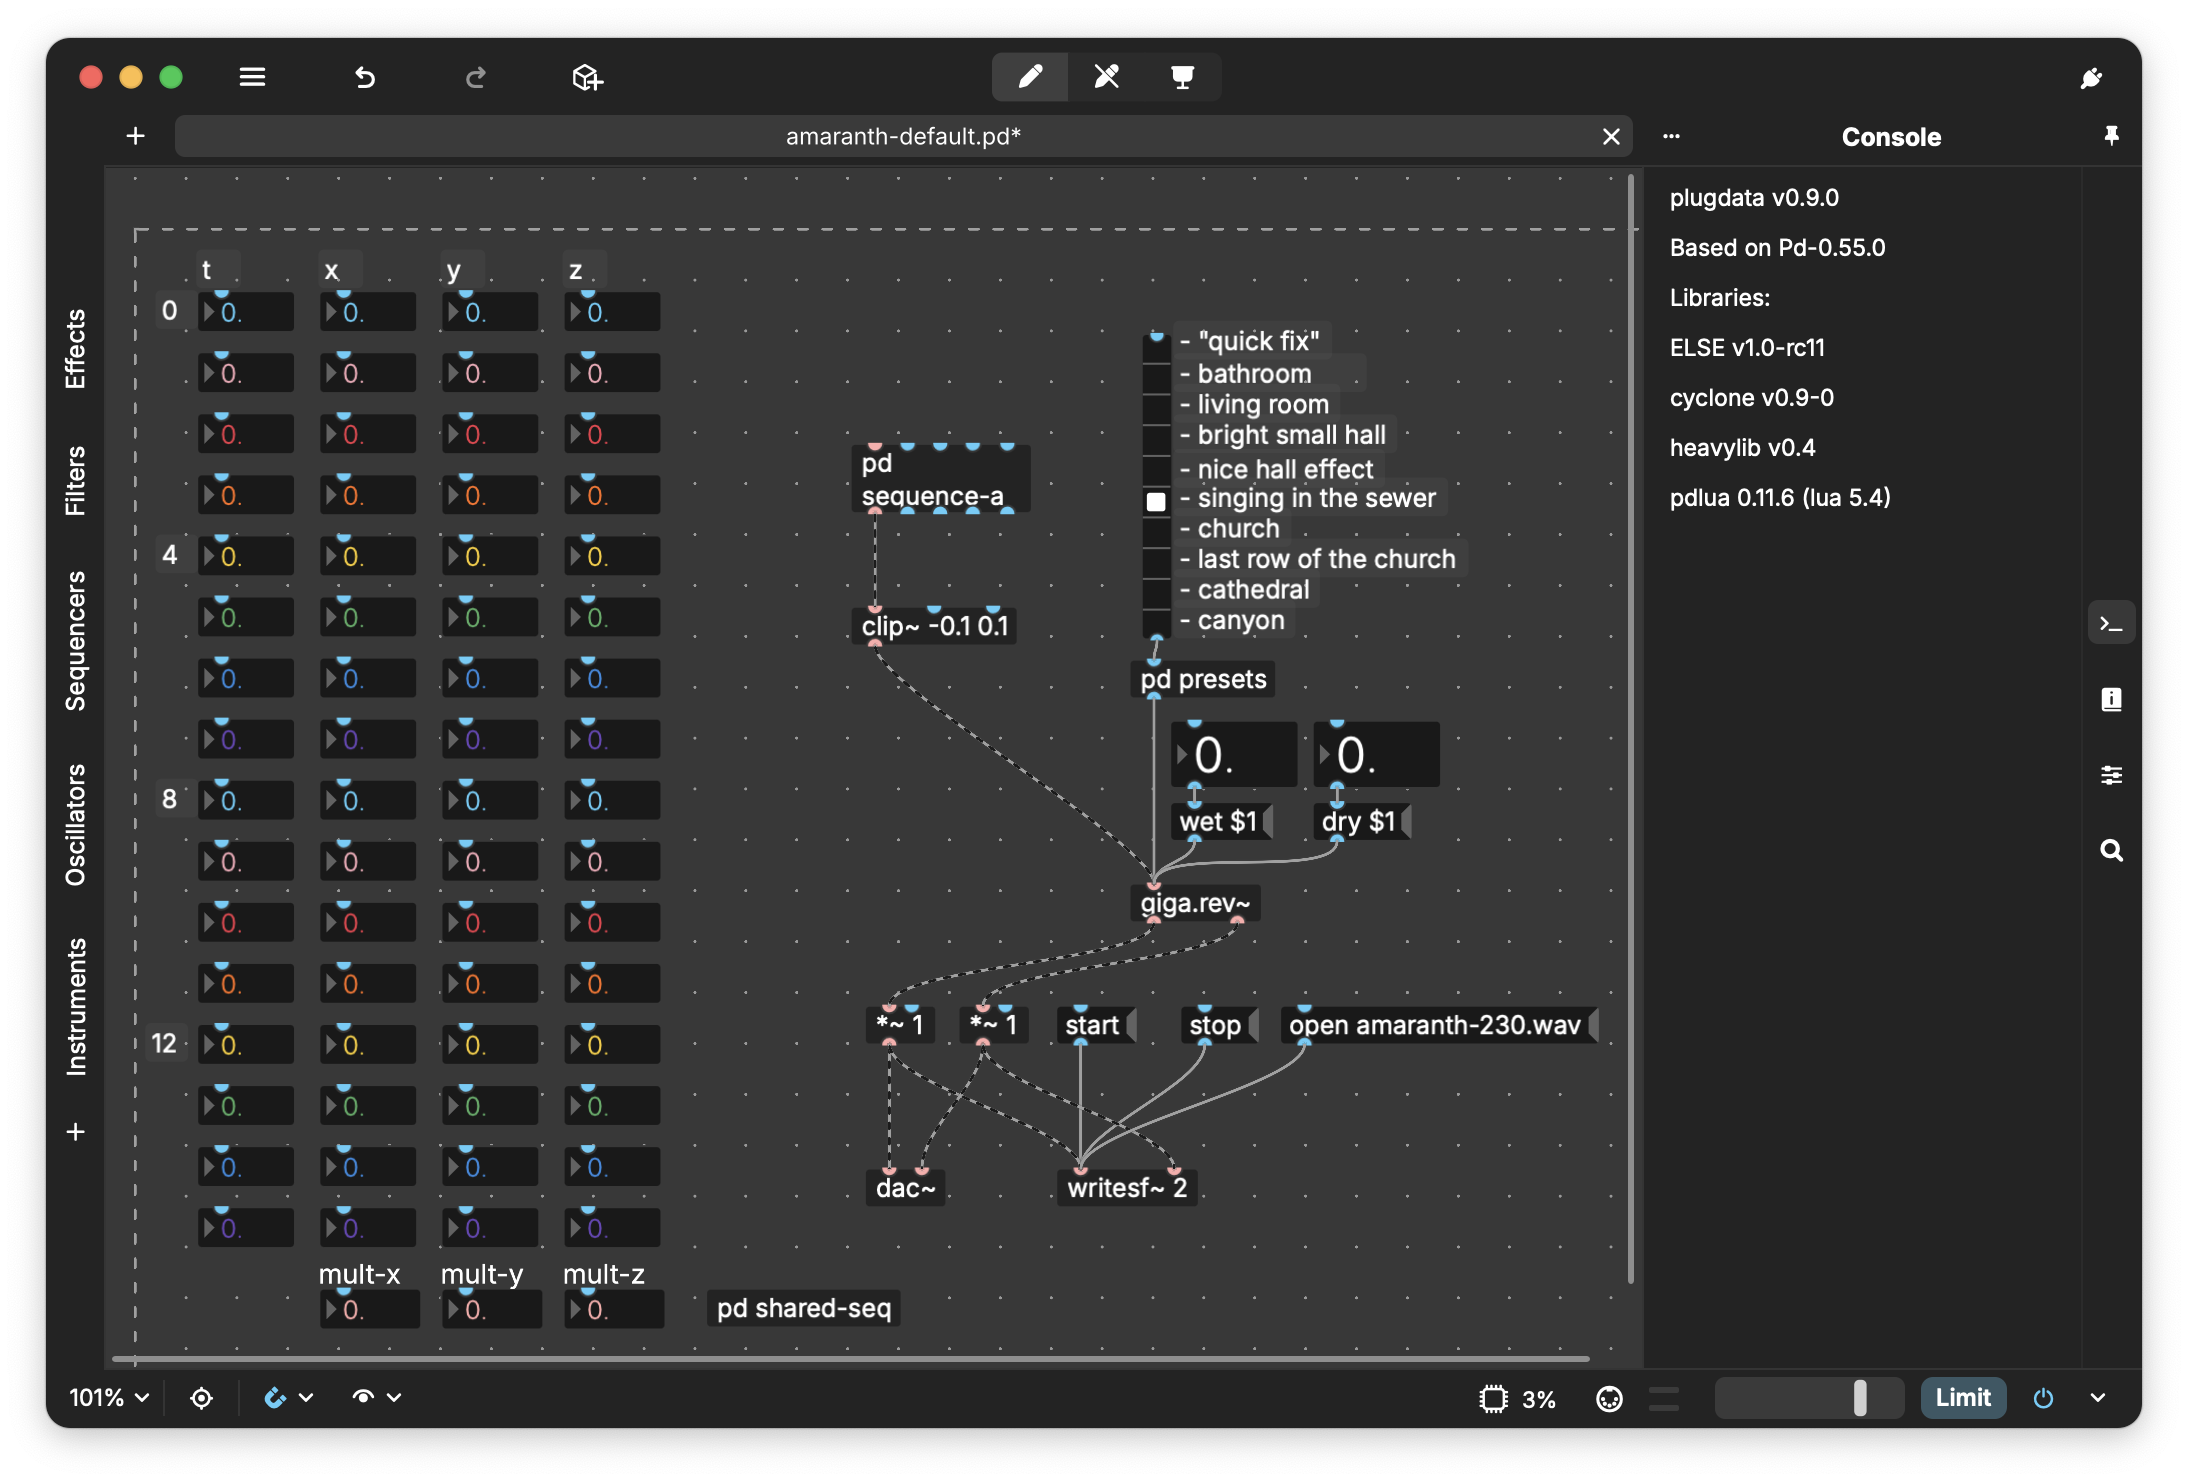 amaranth-default.pd*
Console
Effects
Filters
Sequencers
Oscillators
Instruments
+
t x y z
0 0. 0. 0. 0.
0. 0. 0. 0.
0. 0. 0. 0.
0. 0. 0. 0.
4 0. 0. 0. 0.
0. 0. 0. 0.
0. 0. 0. 0.
0. 0. 0. 0.
8 0. 0. 0. 0.
0. 0. 0. 0.
0. 0. 0. 0.
0. 0. 0. 0.
12 0. 0. 0. 0.
0. 0. 0. 0.
0. 0. 0. 0.
0. 0. 0. 0.
mult-x mult-y mult-z
0. 0. 0.
pd shared-seq
pd
sequence-a
clip~ -0.1 0.1
- "quick fix"
- bathroom
- living room
- bright small hall
- nice hall effect
- singing in the sewer
- church
- last row of the church
- cathedral
- canyon
pd presets
0. 0.
wet $1 dry $1
giga.rev~
*~ 1 *~ 1 start stop open amaranth-230.wav
dac~ writesf~ 2
plugdata v0.9.0
Based on Pd-0.55.0
Libraries:
ELSE v1.0-rc11
cyclone v0.9-0
heavylib v0.4
pdlua 0.11.6 (lua 5.4)
101%
3%
Limit